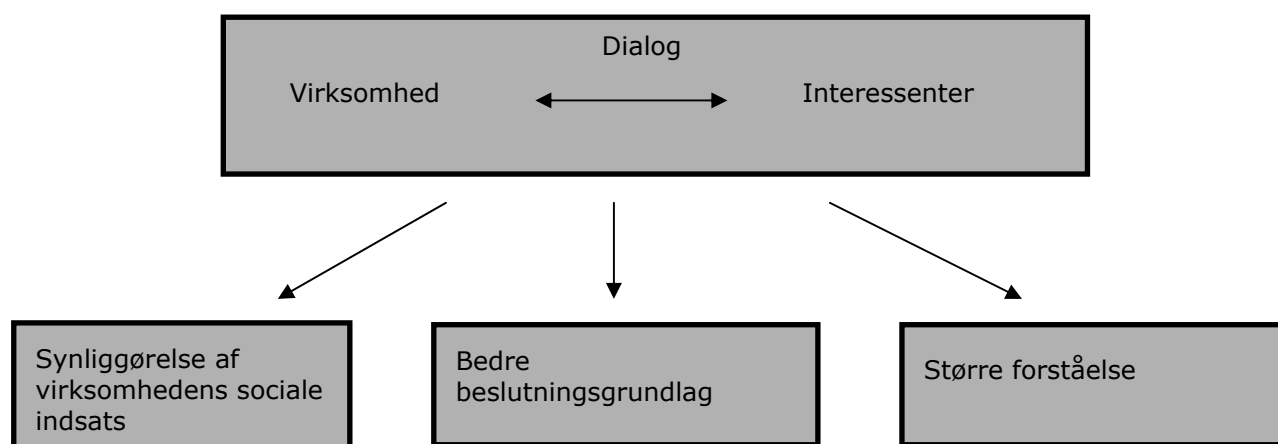 Dialog
Virksomhed
Interessenter
Synliggørelse af
virksomhedens sociale
indsats
Bedre
beslutningsgrundlag
Større forståelse